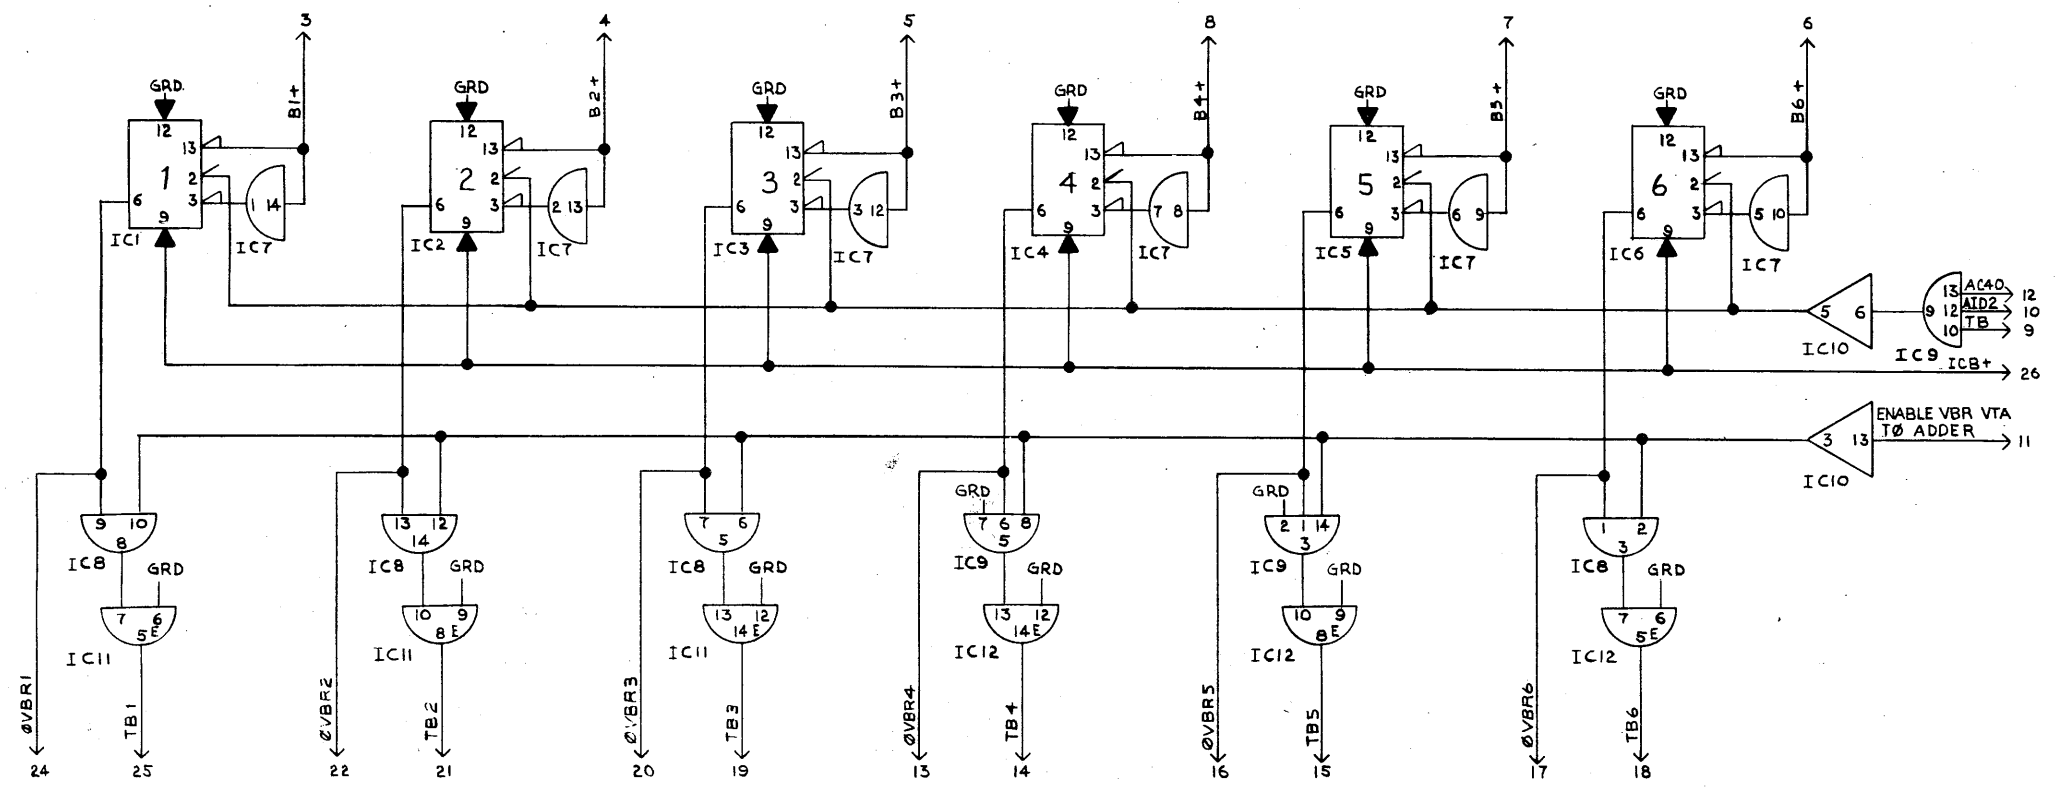 3 4 5 8 7 6
B1+ B2+ B3+ B4+ B5+ B6+
GRD. GRD GRD GRD GRD GRD
12 12 12 12 12 12
13 13 13 13 13 13
1 2 2 2 3 2 4 2 5 2 6 2
6 3 1 14 6 3 2 13 6 3 3 12 6 3 7 8 6 3 6 9 6 3 5 10
9 9 9 9 9 9
IC1 IC7 IC2 IC7 IC3 IC7 IC4 IC7 IC5 IC7 IC6 IC7
13 AC40 12
5 6 9 12 AID2 10
10 TB 9
IC10 IC9
ICB+ 26
ENABLE VBR VTA
3 13 TØ ADDER 11
IC10
GRD GRD
9 10 13 12 7 6 7 6 8 2 1 14 1 2
8 14 5 5 3 3
IC8 IC8 IC8 IC9 IC9 IC8
GRD GRD GRD GRD GRD GRD
7 6 10 9 13 12 13 12 10 9 7 6
5E 8E 14E 14E 8E 5E
IC11 IC11 IC11 IC12 IC12 IC12
ØVBR1 TB1 ØVBR2 TB2 ØVBR3 TB3 ØVBR4 TB4 ØVBR5 TB5 ØVBR6 TB6
24 25 22 21 20 19 13 14 16 15 17 18